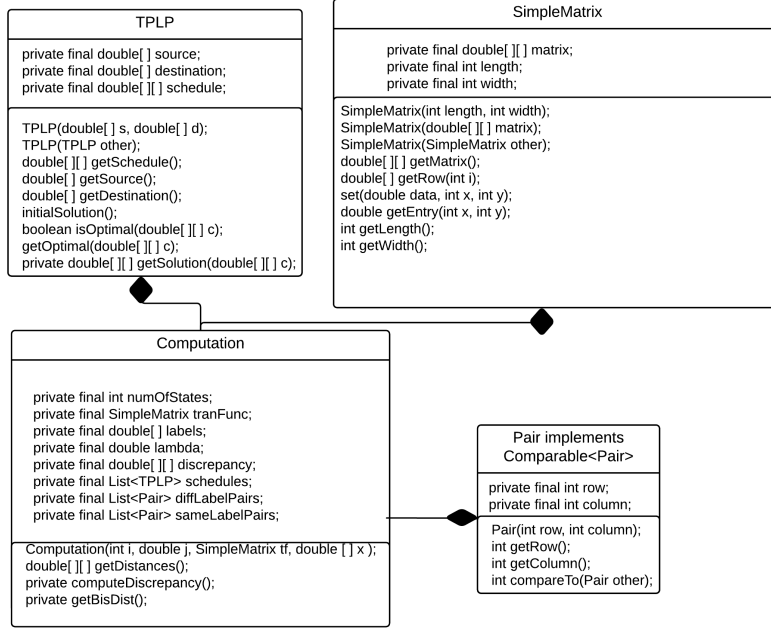 TPLP
private final double[ ] source;
private final double[ ] destination;
private final double[ ][ ] schedule;
TPLP(double[ ] s, double[ ] d);
TPLP(TPLP other);
double[ ][ ] getSchedule();
double[ ] getSource();
double[ ] getDestination();
initialSolution();
boolean isOptimal(double[ ][ ] c);
getOptimal(double[ ][ ] c);
private double[ ][ ] getSolution(double[ ][ ] c);
SimpleMatrix
private final double[ ][ ] matrix;
private final int length;
private final int width;
SimpleMatrix(int length, int width);
SimpleMatrix(double[ ][ ] matrix);
SimpleMatrix(SimpleMatrix other);
double[ ][ ] getMatrix();
double[ ] getRow(int i);
set(double data, int x, int y);
double getEntry(int x, int y);
int getLength();
int getWidth();
Computation
private final int numOfStates;
private final SimpleMatrix tranFunc;
private final double[ ] labels;
private final double lambda;
private final double[ ][ ] discrepancy;
private final List<TPLP> schedules;
private final List<Pair> diffLabelPairs;
private final List<Pair> sameLabelPairs;
Computation(int i, double j, SimpleMatrix tf, double [ ] x );
double[ ][ ] getDistances();
private computeDiscrepancy();
private getBisDist();
Pair implements
Comparable<Pair>
private final int row;
private final int column;
Pair(int row, int column);
int getRow();
int getColumn();
int compareTo(Pair other);